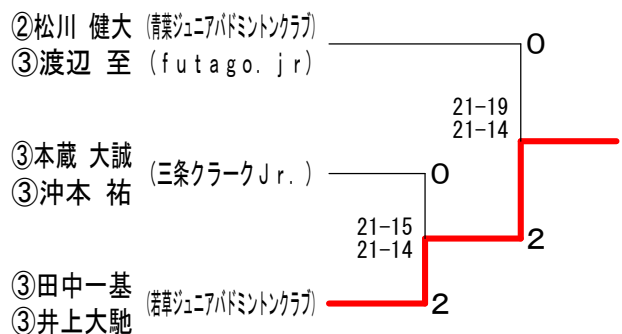 ②松川 健大 (青葉ジュニアバドミントンクラブ)
③渡辺 至 (futago.jr)
0
21-19
21-14
③本蔵 大誠
③沖本 祐
(三条クラークJr.)
0
21-15
21-14
2
③田中一基
③井上大馳
(若草ジュニアバドミントンクラブ)
2